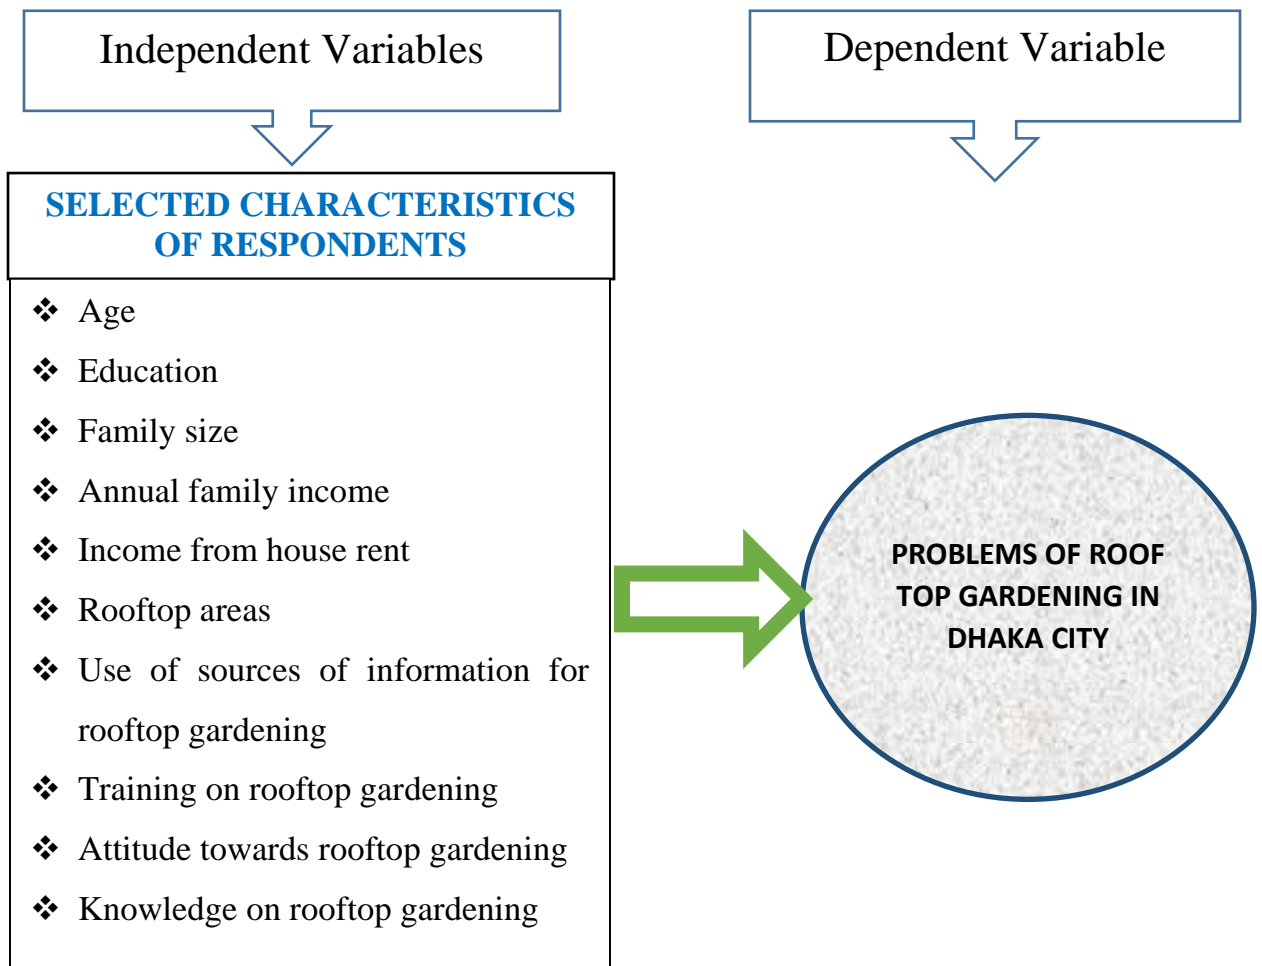 Independent Variables
Dependent Variable
SELECTED CHARACTERISTICS
OF RESPONDENTS
❖ Age
❖ Education
❖ Family size
❖ Annual family income
❖ Income from house rent
❖ Rooftop areas
❖ Use of sources of information for
rooftop gardening
❖ Training on rooftop gardening
❖ Attitude towards rooftop gardening
❖ Knowledge on rooftop gardening
PROBLEMS OF ROOF
TOP GARDENING IN
DHAKA CITY